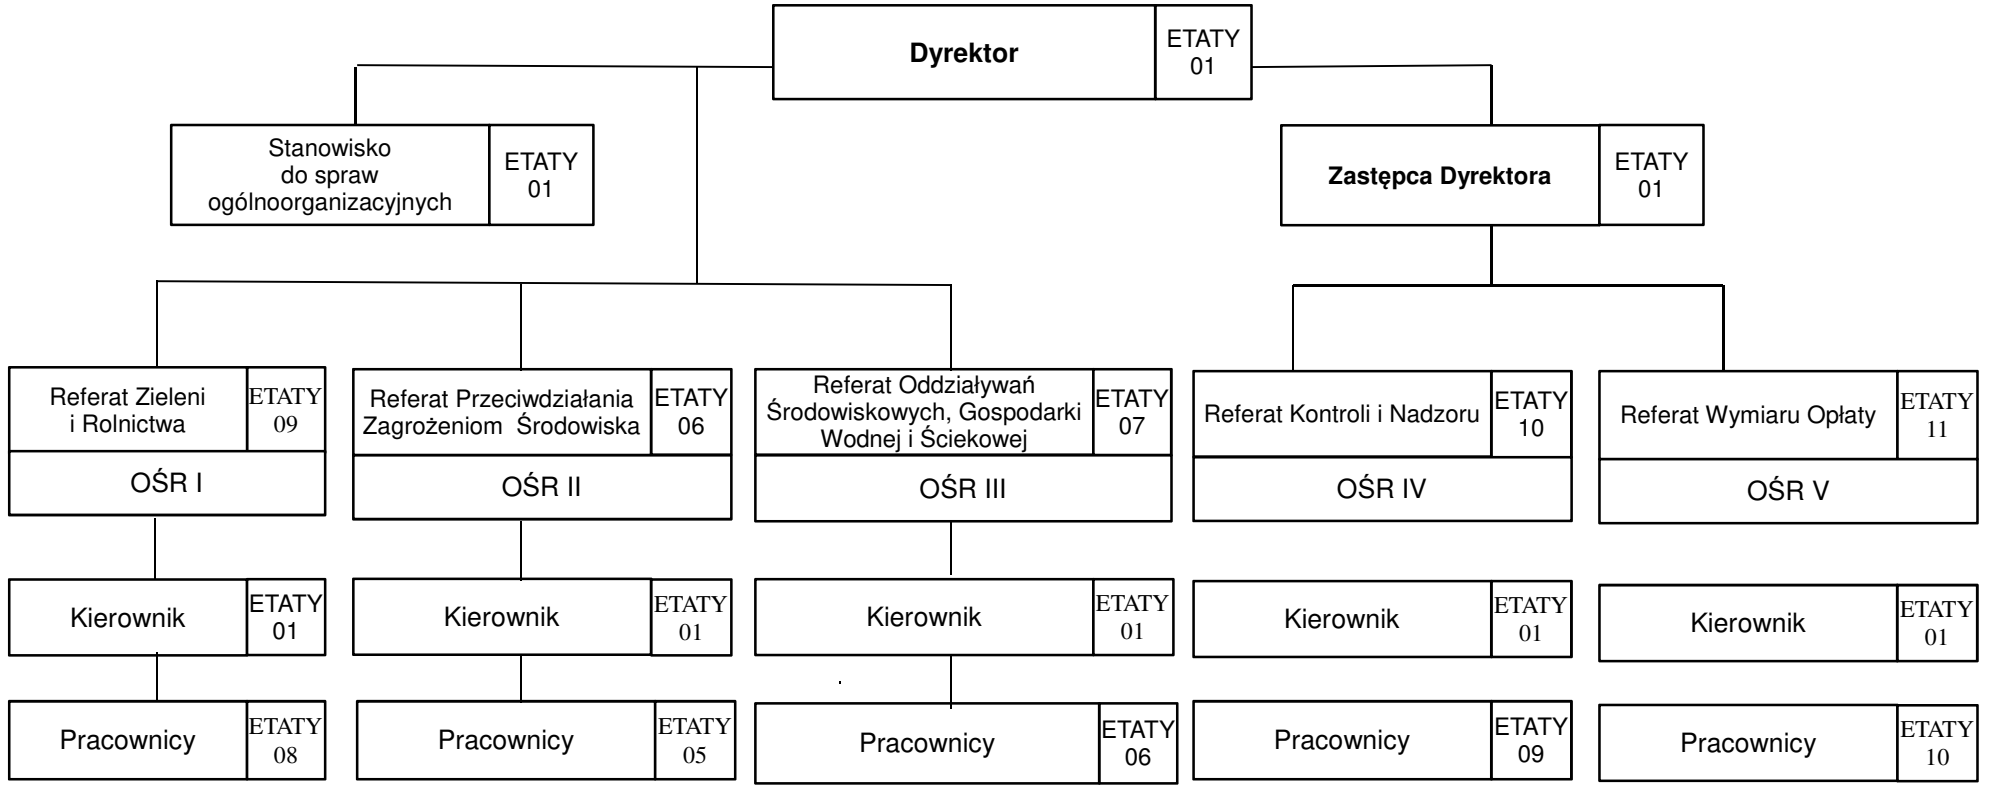 Dyrektor
ETATY
01
Stanowisko
do spraw
ogólnoorganizacyjnych
ETATY
01
Zastępca Dyrektora
ETATY
01
Referat Zieleni
i Rolnictwa
ETATY
09
OŚR I
Referat Przeciwdziałania
Zagrożeniom Środowiska
ETATY
06
OŚR II
Referat Oddziaływań
Środowiskowych, Gospodarki
Wodnej i Ściekowej
ETATY
07
OŚR III
Referat Kontroli i Nadzoru
ETATY
10
OŚR IV
Referat Wymiaru Opłaty
ETATY
11
OŚR V
Kierownik
ETATY
01
Kierownik
ETATY
01
Kierownik
ETATY
01
Kierownik
ETATY
01
Kierownik
ETATY
01
Pracownicy
ETATY
08
Pracownicy
ETATY
05
Pracownicy
ETATY
06
Pracownicy
ETATY
09
Pracownicy
ETATY
10